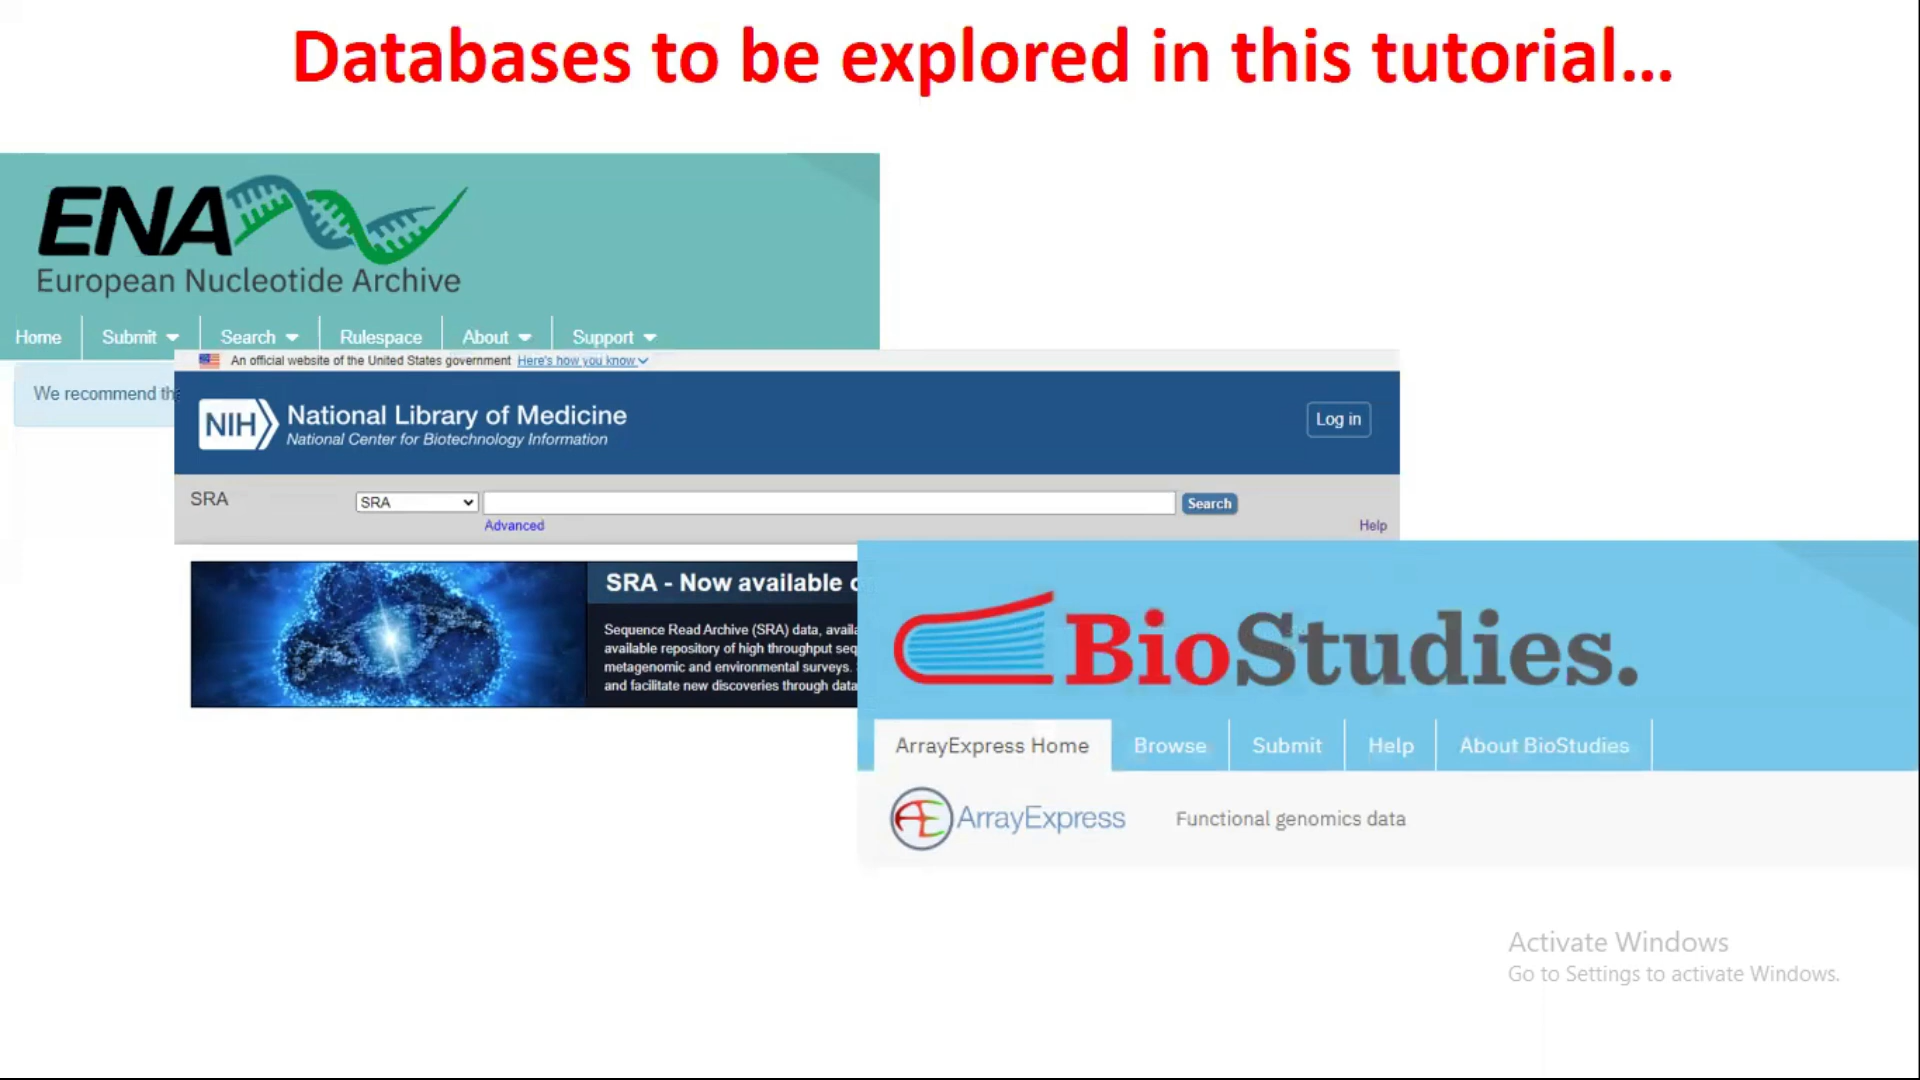 Databases to be explored in this tutorial...
ENA
European Nucleotide Archive
Home Submit Search Rulespace About Support
We recommend
An official website of the United States government Here's how you know
NIH National Library of Medicine
National Center for Biotechnology Information
Log in
SRA SRA Search
Advanced Help
SRA - Now available
Sequence Read Archive (SRA) data,
available repository of high throughput
metagenomic and environmental surveys.
and facilitate new discoveries through data
BioStudies.
ArrayExpress Home Browse Submit Help About BioStudies
AE ArrayExpress Functional genomics data
Activate Windows
Go to Settings to activate Windows.